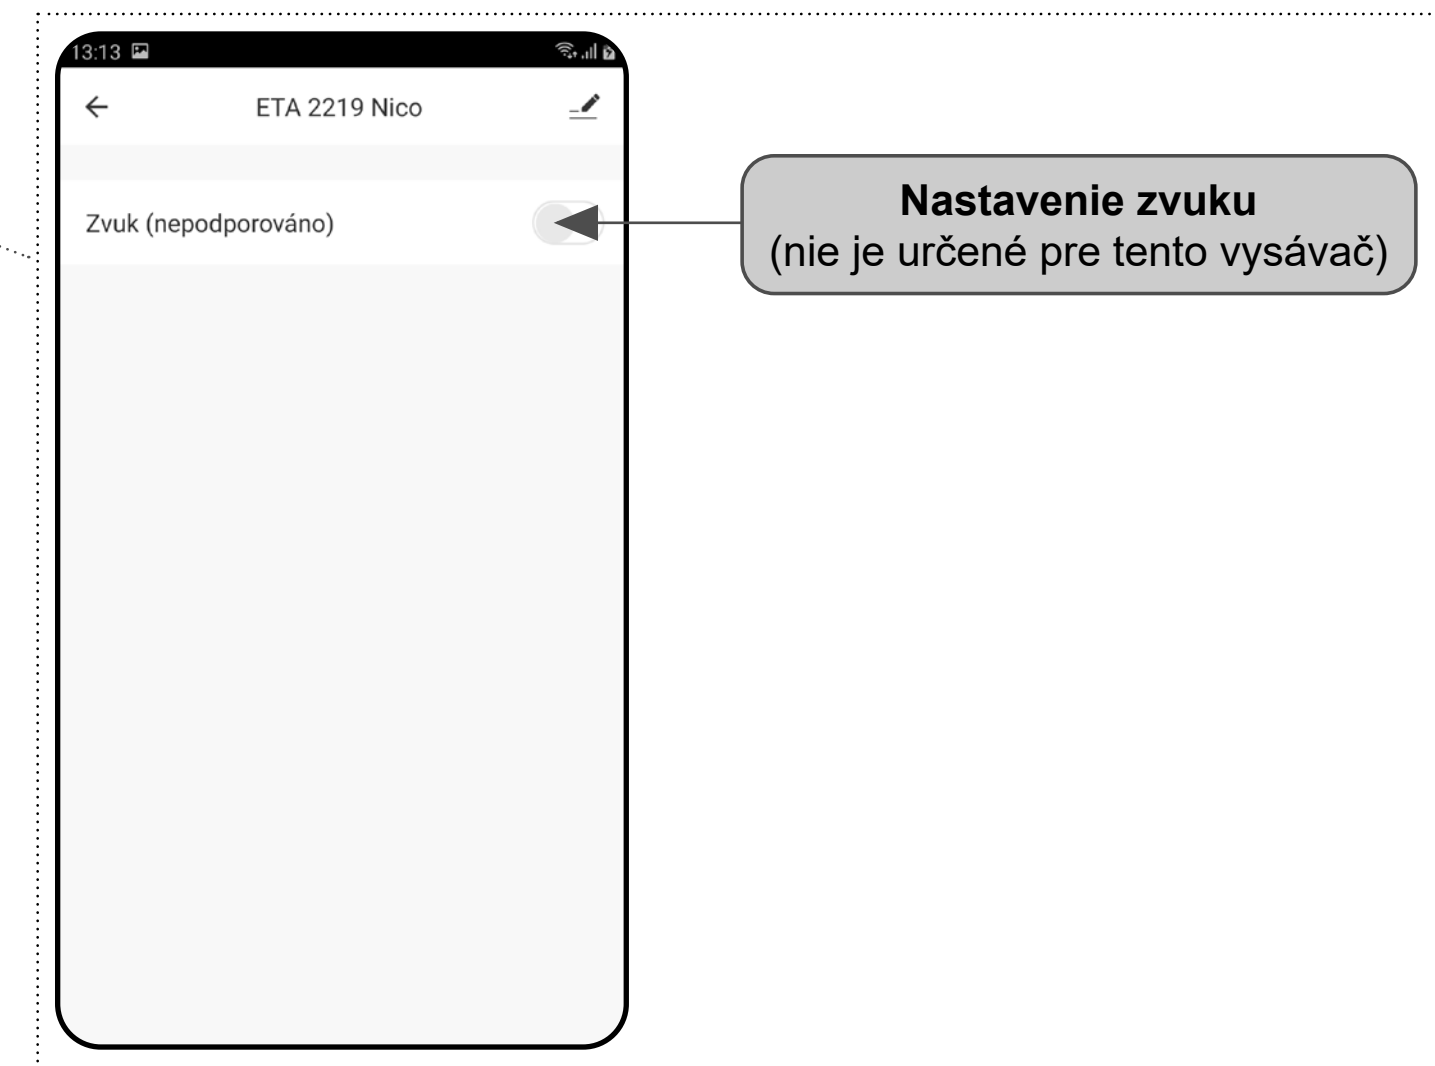 13:13
ETA 2219 Nico
Zvuk (nepodporováno)
Nastavenie zvuku
(nie je určené pre tento vysávač)